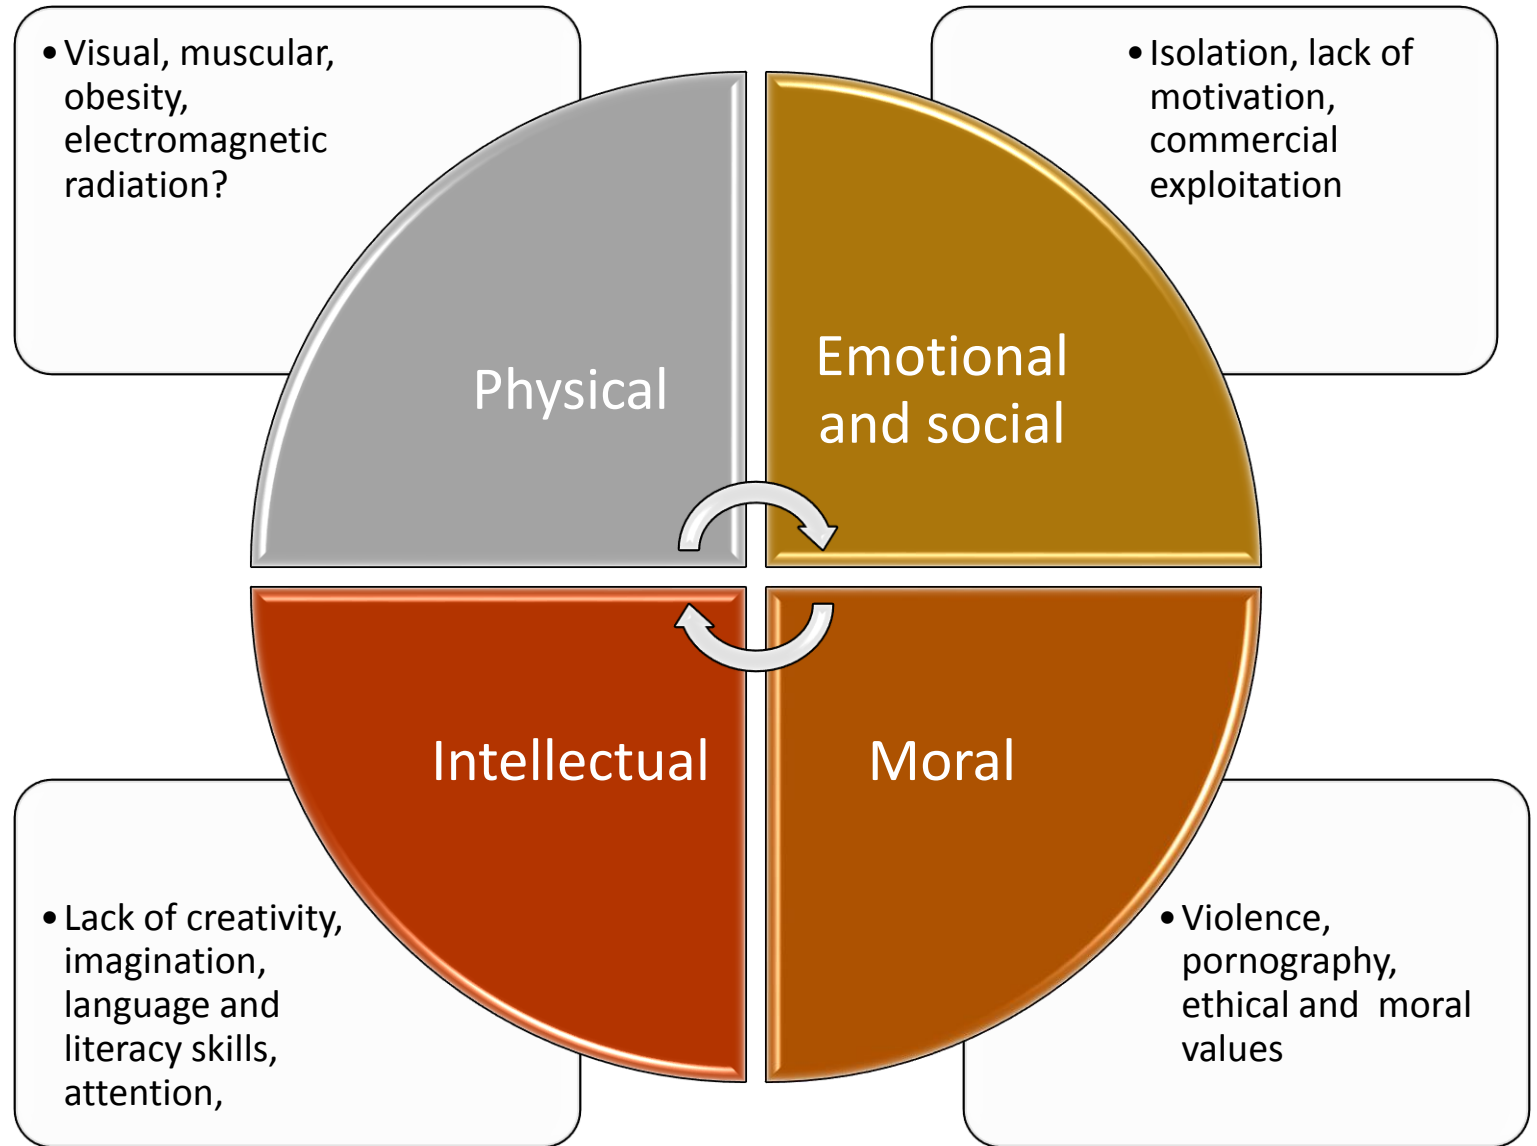 • Visual, muscular,
obesity,
electromagnetic
radiation?
• Isolation, lack of
motivation,
commercial
exploitation
Physical
Emotional
and social
Intellectual
Moral
• Lack of creativity,
imagination,
language and
literacy skills,
attention,
• Violence,
pornography,
ethical and  moral
values